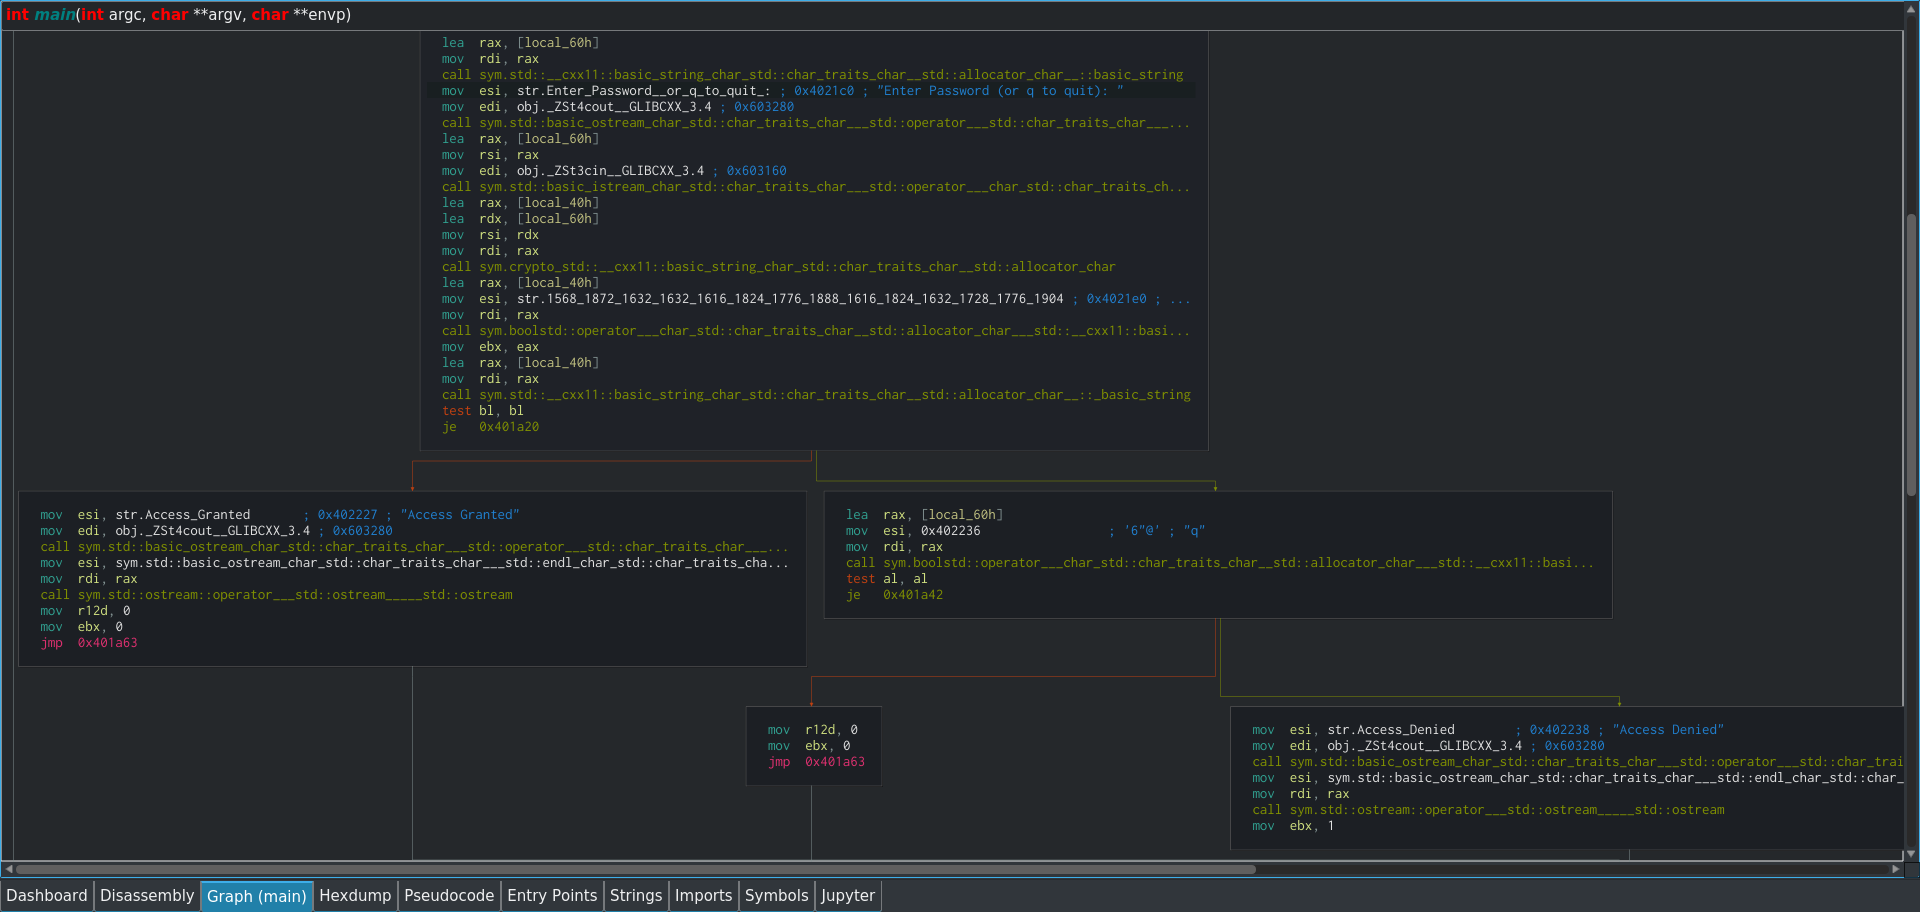 int main(int argc, char **argv, char **envp)
lea rax, [local_60h]
mov rdi, rax
call sym.std::__cxx11::basic_string_char_std::char_traits_char__std::allocator_char__::basic_string
mov esi, str.Enter_Password__or_q_to_quit_: ; 0x4021c0 ; "Enter Password (or q to quit): "
mov edi, obj._ZSt4cout__GLIBCXX_3.4 ; 0x603280
call sym.std::basic_ostream_char_std::char_traits_char___std::operator___std::char_traits_char___...
lea rax, [local_60h]
mov rsi, rax
mov edi, obj._ZSt3cin__GLIBCXX_3.4 ; 0x603160
call sym.std::basic_istream_char_std::char_traits_char___std::operator___char_std::char_traits_ch...
lea rax, [local_40h]
lea rdx, [local_60h]
mov rsi, rdx
mov rdi, rax
call sym.crypto_std::__cxx11::basic_string_char_std::char_traits_char__std::allocator_char
lea rax, [local_40h]
mov esi, str.1568_1872_1632_1632_1616_1824_1776_1888_1616_1824_1632_1728_1776_1904 ; 0x4021e0 ; ...
mov rdi, rax
call sym.boolstd::operator___char_std::char_traits_char__std::allocator_char___std::__cxx11::basi...
mov ebx, eax
lea rax, [local_40h]
mov rdi, rax
call sym.std::__cxx11::basic_string_char_std::char_traits_char__std::allocator_char__::_basic_string
test bl, bl
je 0x401a20
mov esi, str.Access_Granted ; 0x402227 ; "Access Granted"
mov edi, obj._ZSt4cout__GLIBCXX_3.4 ; 0x603280
call sym.std::basic_ostream_char_std::char_traits_char___std::operator___std::char_traits_char___...
mov esi, sym.std::basic_ostream_char_std::char_traits_char___std::endl_char_std::char_traits_cha...
mov rdi, rax
call sym.std::ostream::operator___std::ostream_____std::ostream
mov r12d, 0
mov ebx, 0
jmp 0x401a63
lea rax, [local_60h]
mov esi, 0x402236 ; '6"@' ; "q"
mov rdi, rax
call sym.boolstd::operator___char_std::char_traits_char__std::allocator_char___std::__cxx11::basi...
test al, al
je 0x401a42
mov r12d, 0
mov ebx, 0
jmp 0x401a63
mov esi, str.Access_Denied ; 0x402238 ; "Access Denied"
mov edi, obj._ZSt4cout__GLIBCXX_3.4 ; 0x603280
call sym.std::basic_ostream_char_std::char_traits_char___std::operator___std::char_trai
mov esi, sym.std::basic_ostream_char_std::char_traits_char___std::endl_char_std::char_
mov rdi, rax
call sym.std::ostream::operator___std::ostream_____std::ostream
mov ebx, 1
Dashboard Disassembly Graph (main) Hexdump Pseudocode Entry Points Strings Imports Symbols Jupyter